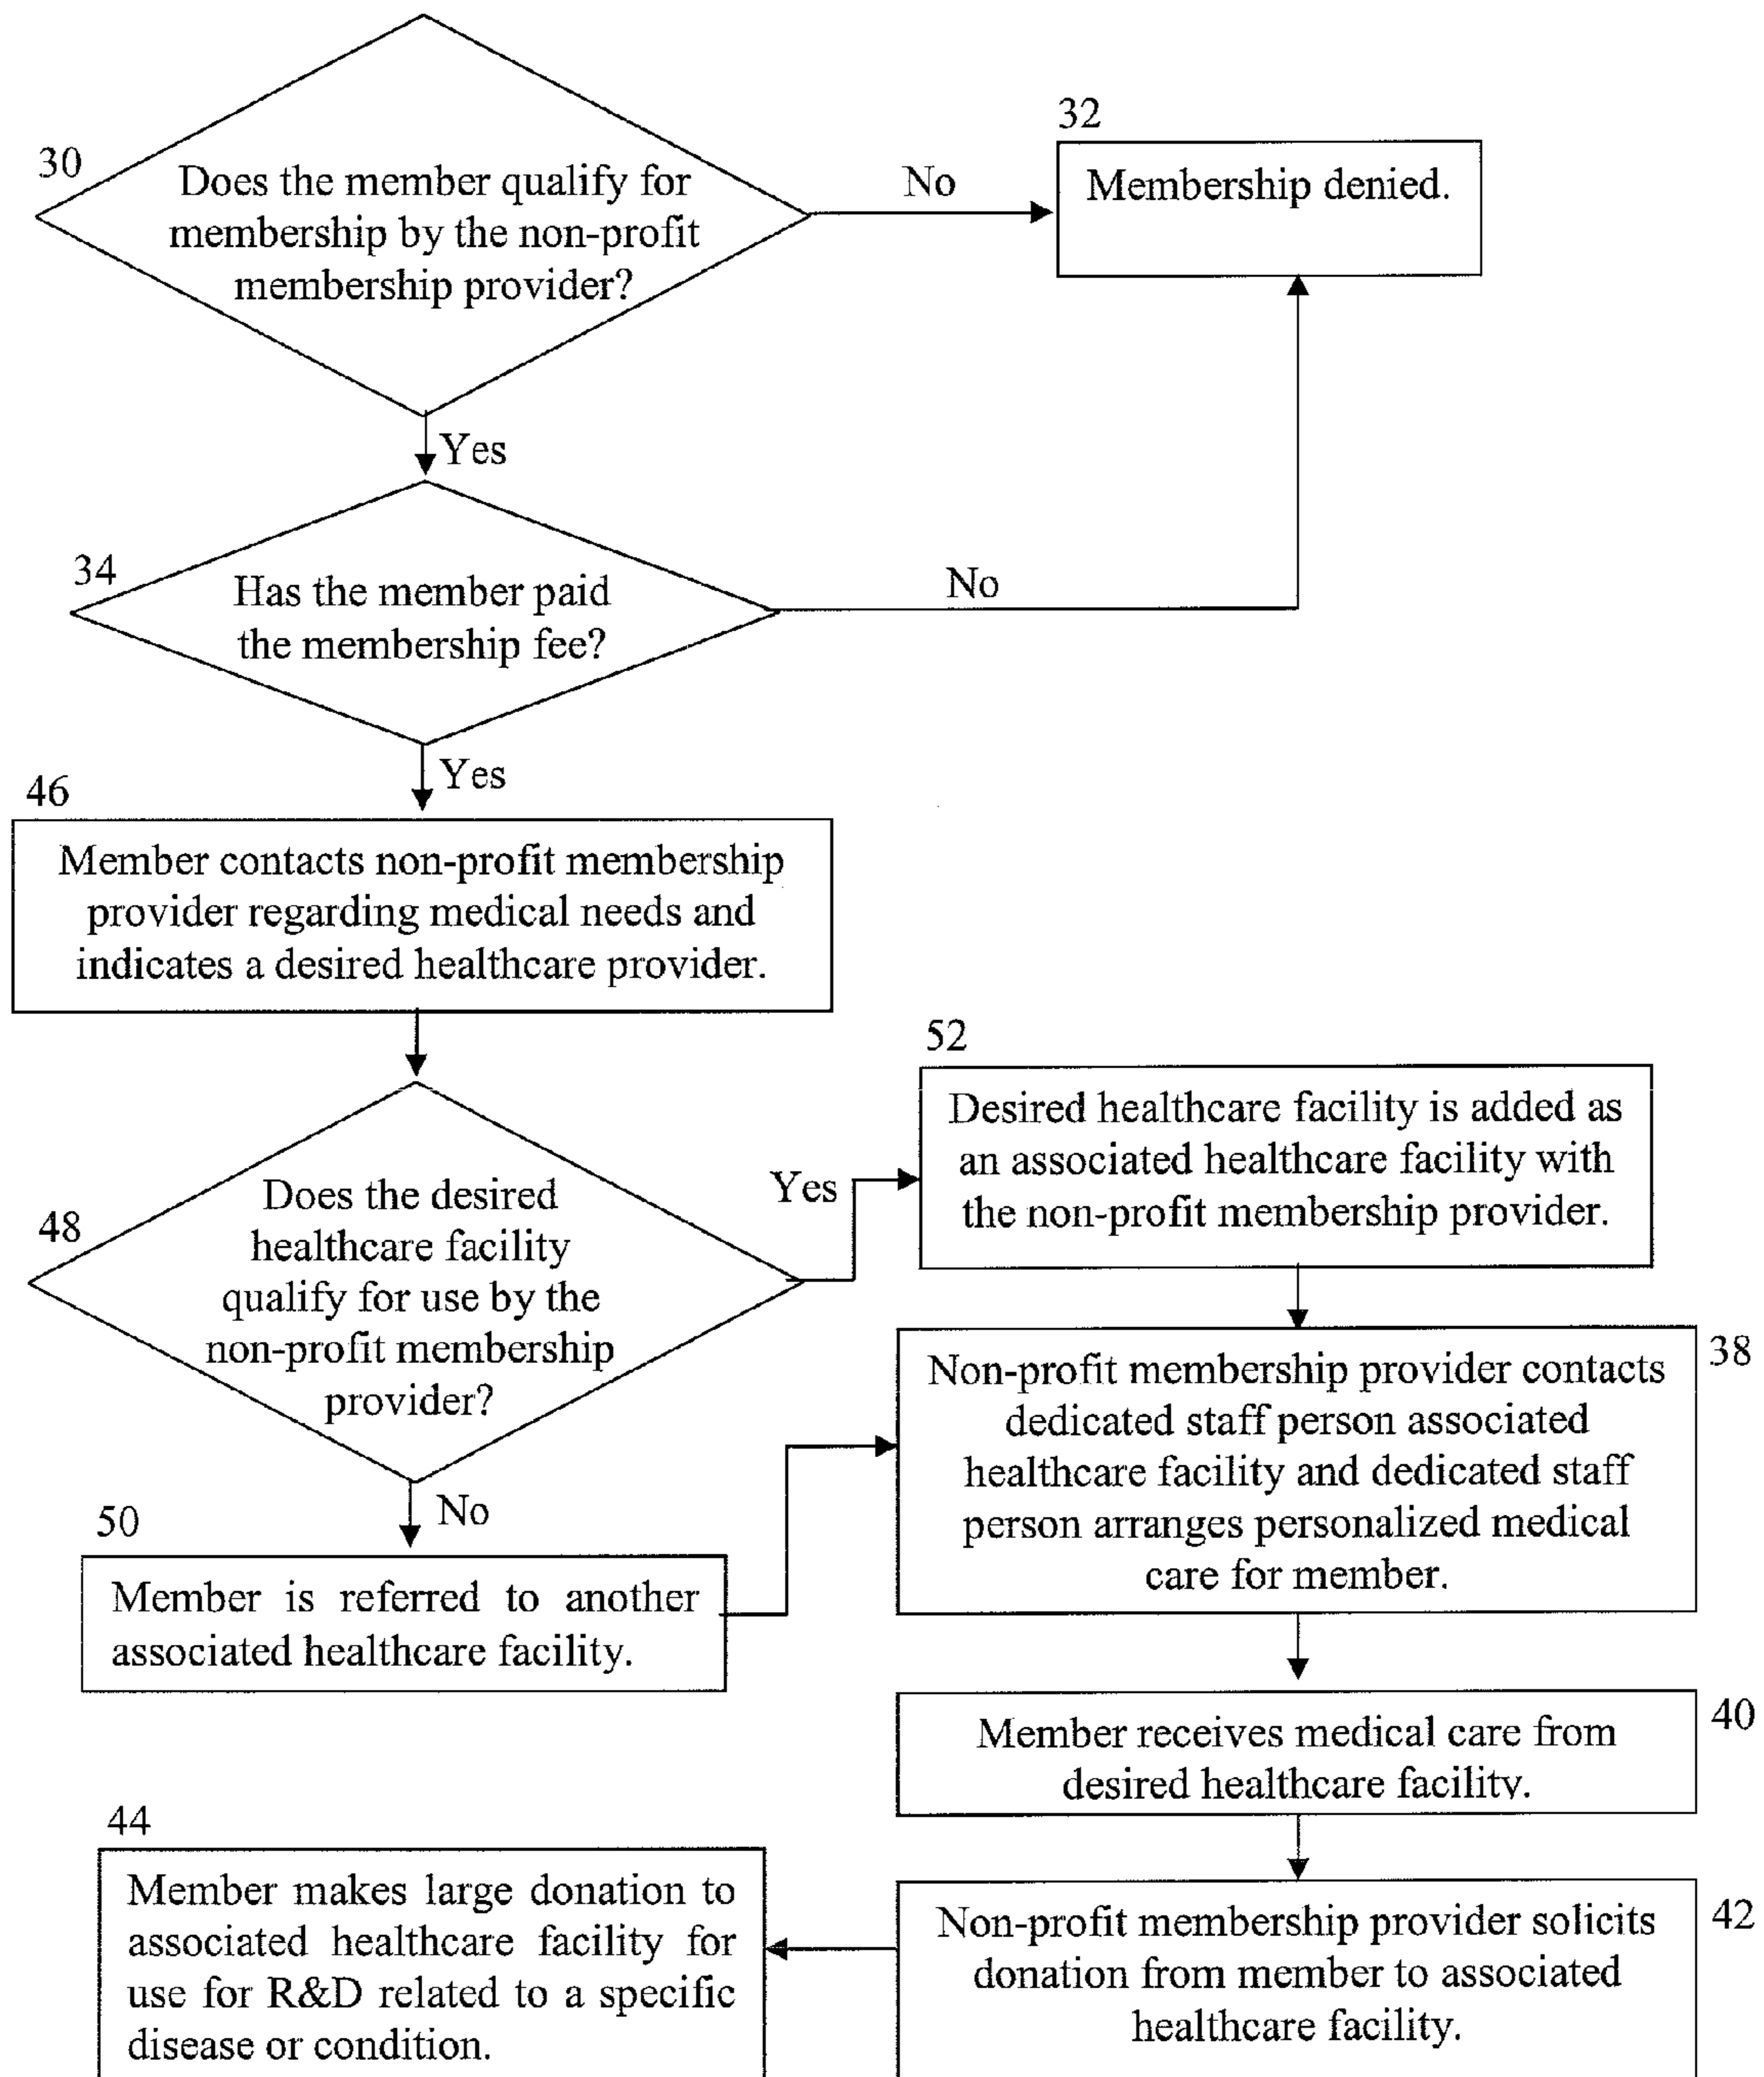 30
Does the member qualify for
membership by the non-profit
membership provider?
No
32
Membership denied.
Yes
34
Has the member paid
the membership fee?
No
Yes
46
Member contacts non-profit membership
provider regarding medical needs and
indicates a desired healthcare provider.
48
Does the desired
healthcare facility
qualify for use by the
non-profit membership
provider?
Yes
52
Desired healthcare facility is added as
an associated healthcare facility with
the non-profit membership provider.
No
50
Member is referred to another
associated healthcare facility.
38
Non-profit membership provider contacts
dedicated staff person associated
healthcare facility and dedicated staff
person arranges personalized medical
care for member.
40
Member receives medical care from
desired healthcare facility.
42
Non-profit membership provider solicits
donation from member to associated
healthcare facility.
44
Member makes large donation to
associated healthcare facility for
use for R&D related to a specific
disease or condition.